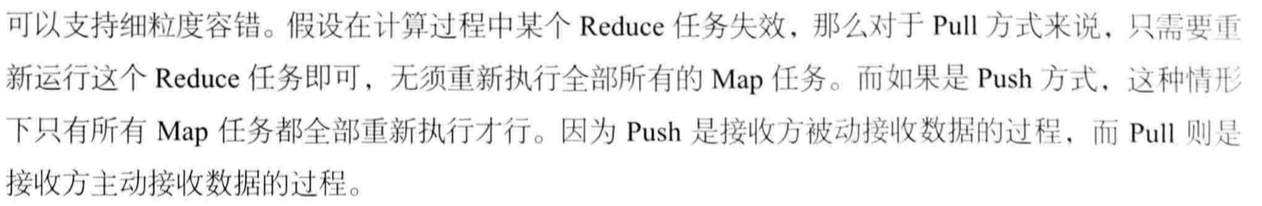 可以支持细粒度容错。假设在计算过程中某个 Reduce 任务失效，那么对于 Pull 方式来说，只需要重
新运行这个 Reduce 任务即可，无须重新执行全部所有的 Map 任务。而如果是 Push 方式，这种情形
下只有所有 Map 任务都全部重新执行才行。因为 Push 是接收方被动接收数据的过程，而 Pull 则是
接收方主动接收数据的过程。